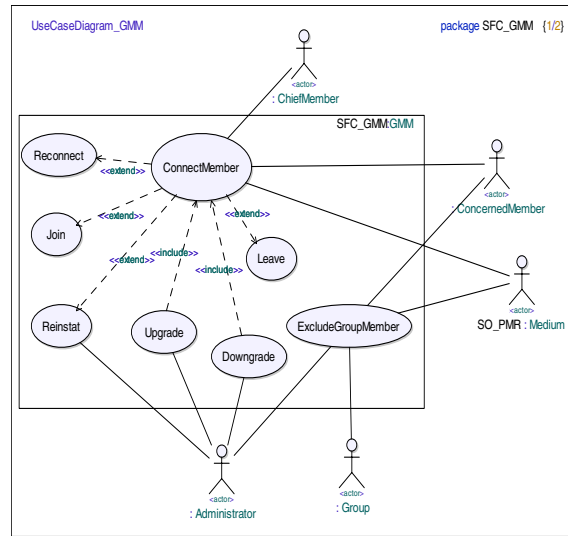 UseCaseDiagram_GMM
package SFC_GMM {1/2}
<actor>
: ChiefMember
SFC_GMM:GMM
Reconnect
ConnectMember
<<extend>>
<actor>
: ConcernedMember
<<extend>>
<<extend>>
Join
<<include>>
Leave
<<extend>>
<<include>>
<actor>
SO_PMR : Medium
Reinstat
Upgrade
ExcludeGroupMember
Downgrade
<actor>
: Administrator
<actor>
: Group